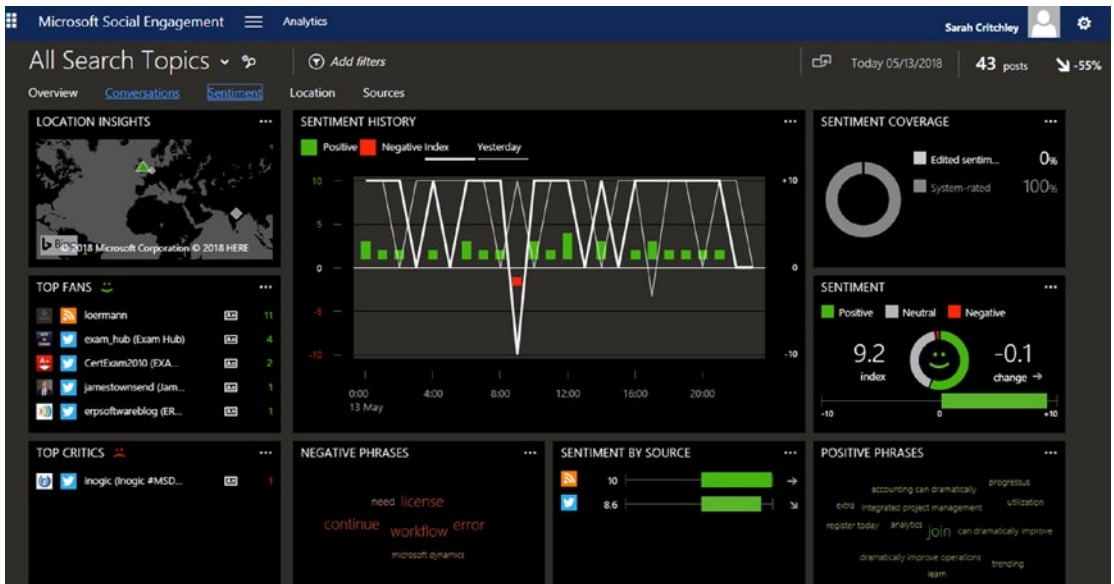 Microsoft Social Engagement
Analytics
Sarah Critchley
All Search Topics
Add filters
Today 05/13/2018
43 posts
-55%
Overview
Conversations
Sentiment
Location
Sources
LOCATION INSIGHTS
...
Bing
© 2018 Microsoft Corporation © 2018 HERE
SENTIMENT HISTORY
...
Positive
Negative
Index
Yesterday
10
5
0
-5
-10
+10
0
-10
0:00
4:00
8:00
12:00
16:00
20:00
13 May
SENTIMENT COVERAGE
...
Edited sentim...
0%
System-rated
100%
TOP FANS
...
loermann
11
exam_hub (Exam Hub)
4
CertExam2010 (EXA...
2
jamestownsend (Jam...
1
erpsoftwareblog (ER...
1
SENTIMENT
...
Positive
Neutral
Negative
9.2
index
-0.1
change →
-10
0
+10
TOP CRITICS
...
inogic (Inogic #MSD...
1
NEGATIVE PHRASES
...
need license
continue workflow error
microsoft dynamics
SENTIMENT BY SOURCE
...
10
8.6
POSITIVE PHRASES
...
accounting can dramatically
progressus
extra
integrated project management
utilization
register today
analytics
join
can dramatically improve
dramatically improve operations
trending
learn